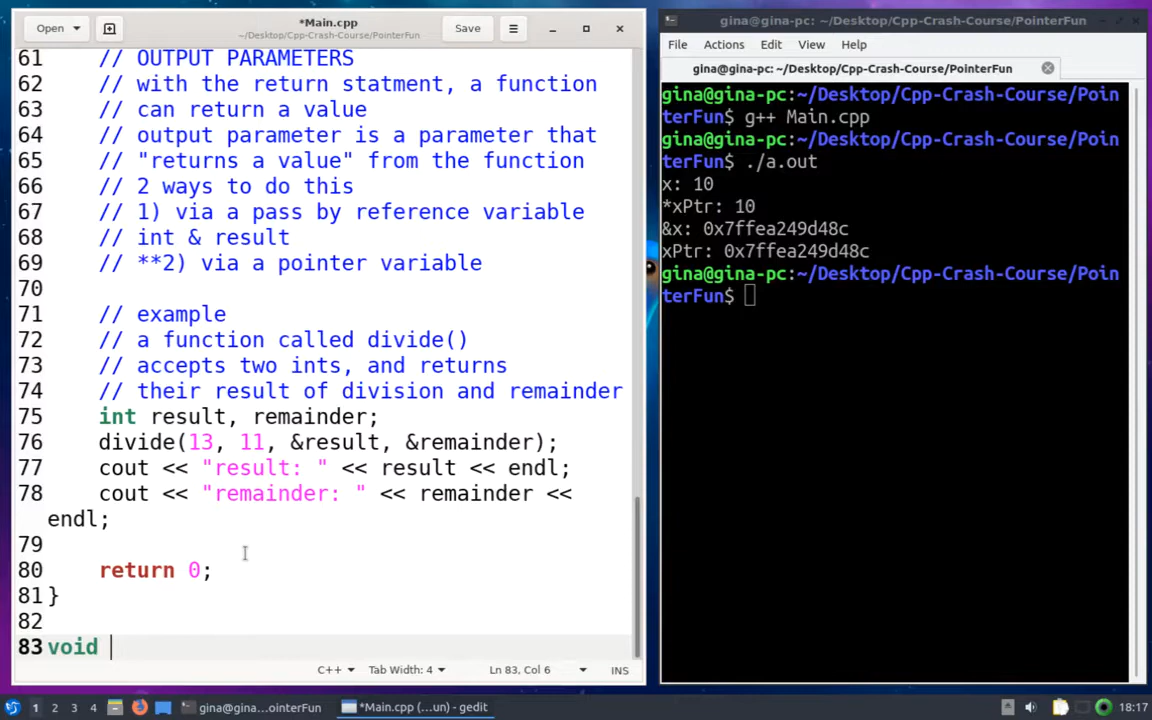 Open
*Main.cpp
~/Desktop/Cpp-Crash-Course/PointerFun
Save
61 // OUTPUT PARAMETERS
62 // with the return statment, a function
63 // can return a value
64 // output parameter is a parameter that
65 // "returns a value" from the function
66 // 2 ways to do this
67 // 1) via a pass by reference variable
68 // int & result
69 // **2) via a pointer variable
70
71 // example
72 // a function called divide()
73 // accepts two ints, and returns
74 // their result of division and remainder
75 int result, remainder;
76 divide(13, 11, &result, &remainder);
77 cout << "result: " << result << endl;
78 cout << "remainder: " << remainder <<
endl;
79
80 return 0;
81 }
82
83 void
C++ Tab Width: 4 Ln 83, Col 6 INS
gina@gina-pc: ~/Desktop/Cpp-Crash-Course/PointerFun
File Actions Edit View Help
gina@gina-pc: ~/Desktop/Cpp-Crash-Course/PointerFun
gina@gina-pc:~/Desktop/Cpp-Crash-Course/Poin
terFun$ g++ Main.cpp
gina@gina-pc:~/Desktop/Cpp-Crash-Course/Poin
terFun$ ./a.out
x: 10
*xPtr: 10
&x: 0x7ffea249d48c
xPtr: 0x7ffea249d48c
gina@gina-pc:~/Desktop/Cpp-Crash-Course/Poin
terFun$
1 2 3 4 gina@gina...ointerFun *Main.cpp (...un) - gedit 18:17